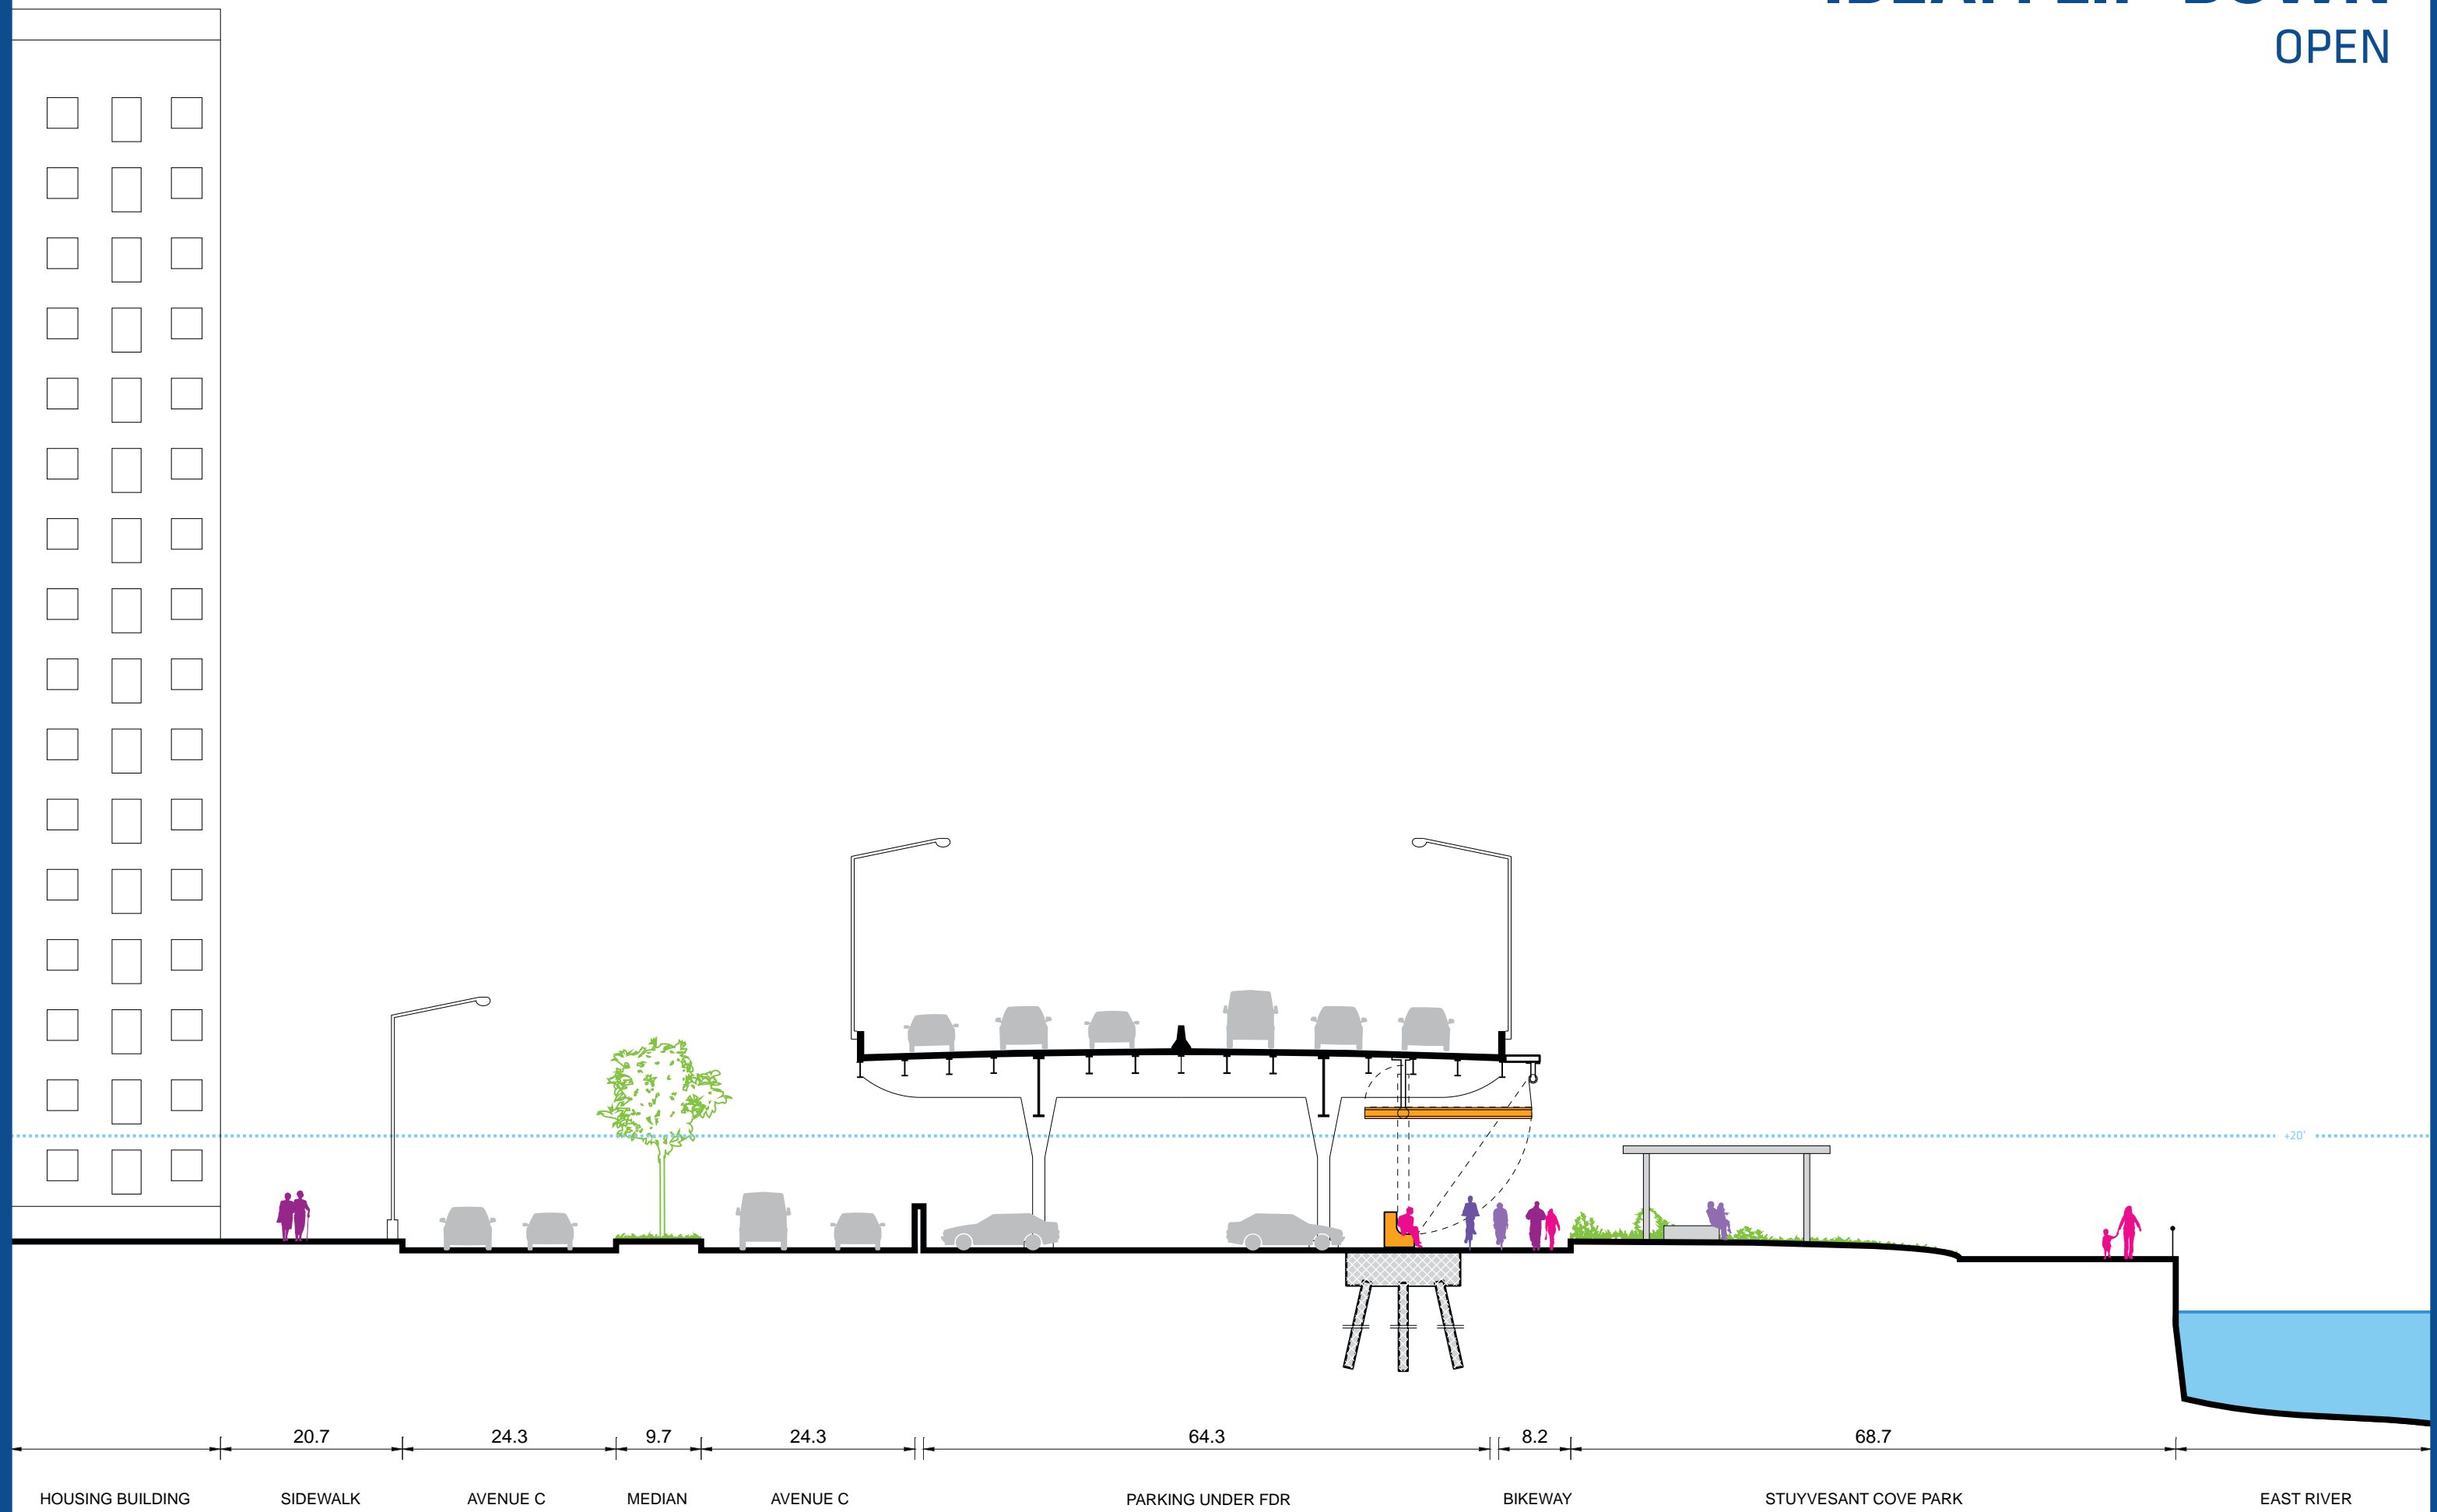 OPEN
+20'
20.7 24.3 9.7 24.3 64.3 8.2 68.7
HOUSING BUILDING SIDEWALK AVENUE C MEDIAN AVENUE C PARKING UNDER FDR BIKEWAY STUYVESANT COVE PARK EAST RIVER